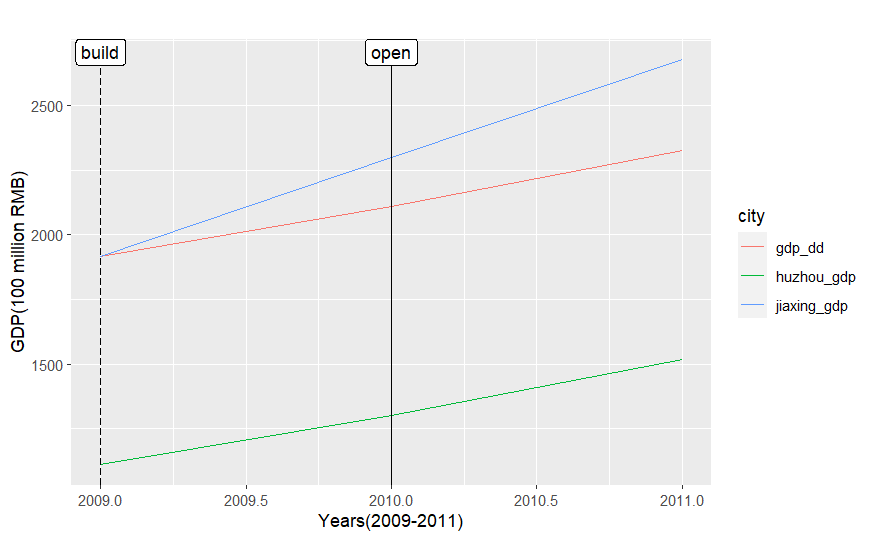 build
open
2500
2000
1500
GDP(100 million RMB)
2009.0
2009.5
2010.0
2010.5
2011.0
Years(2009-2011)
city
gdp_dd
huzhou_gdp
jiaxing_gdp